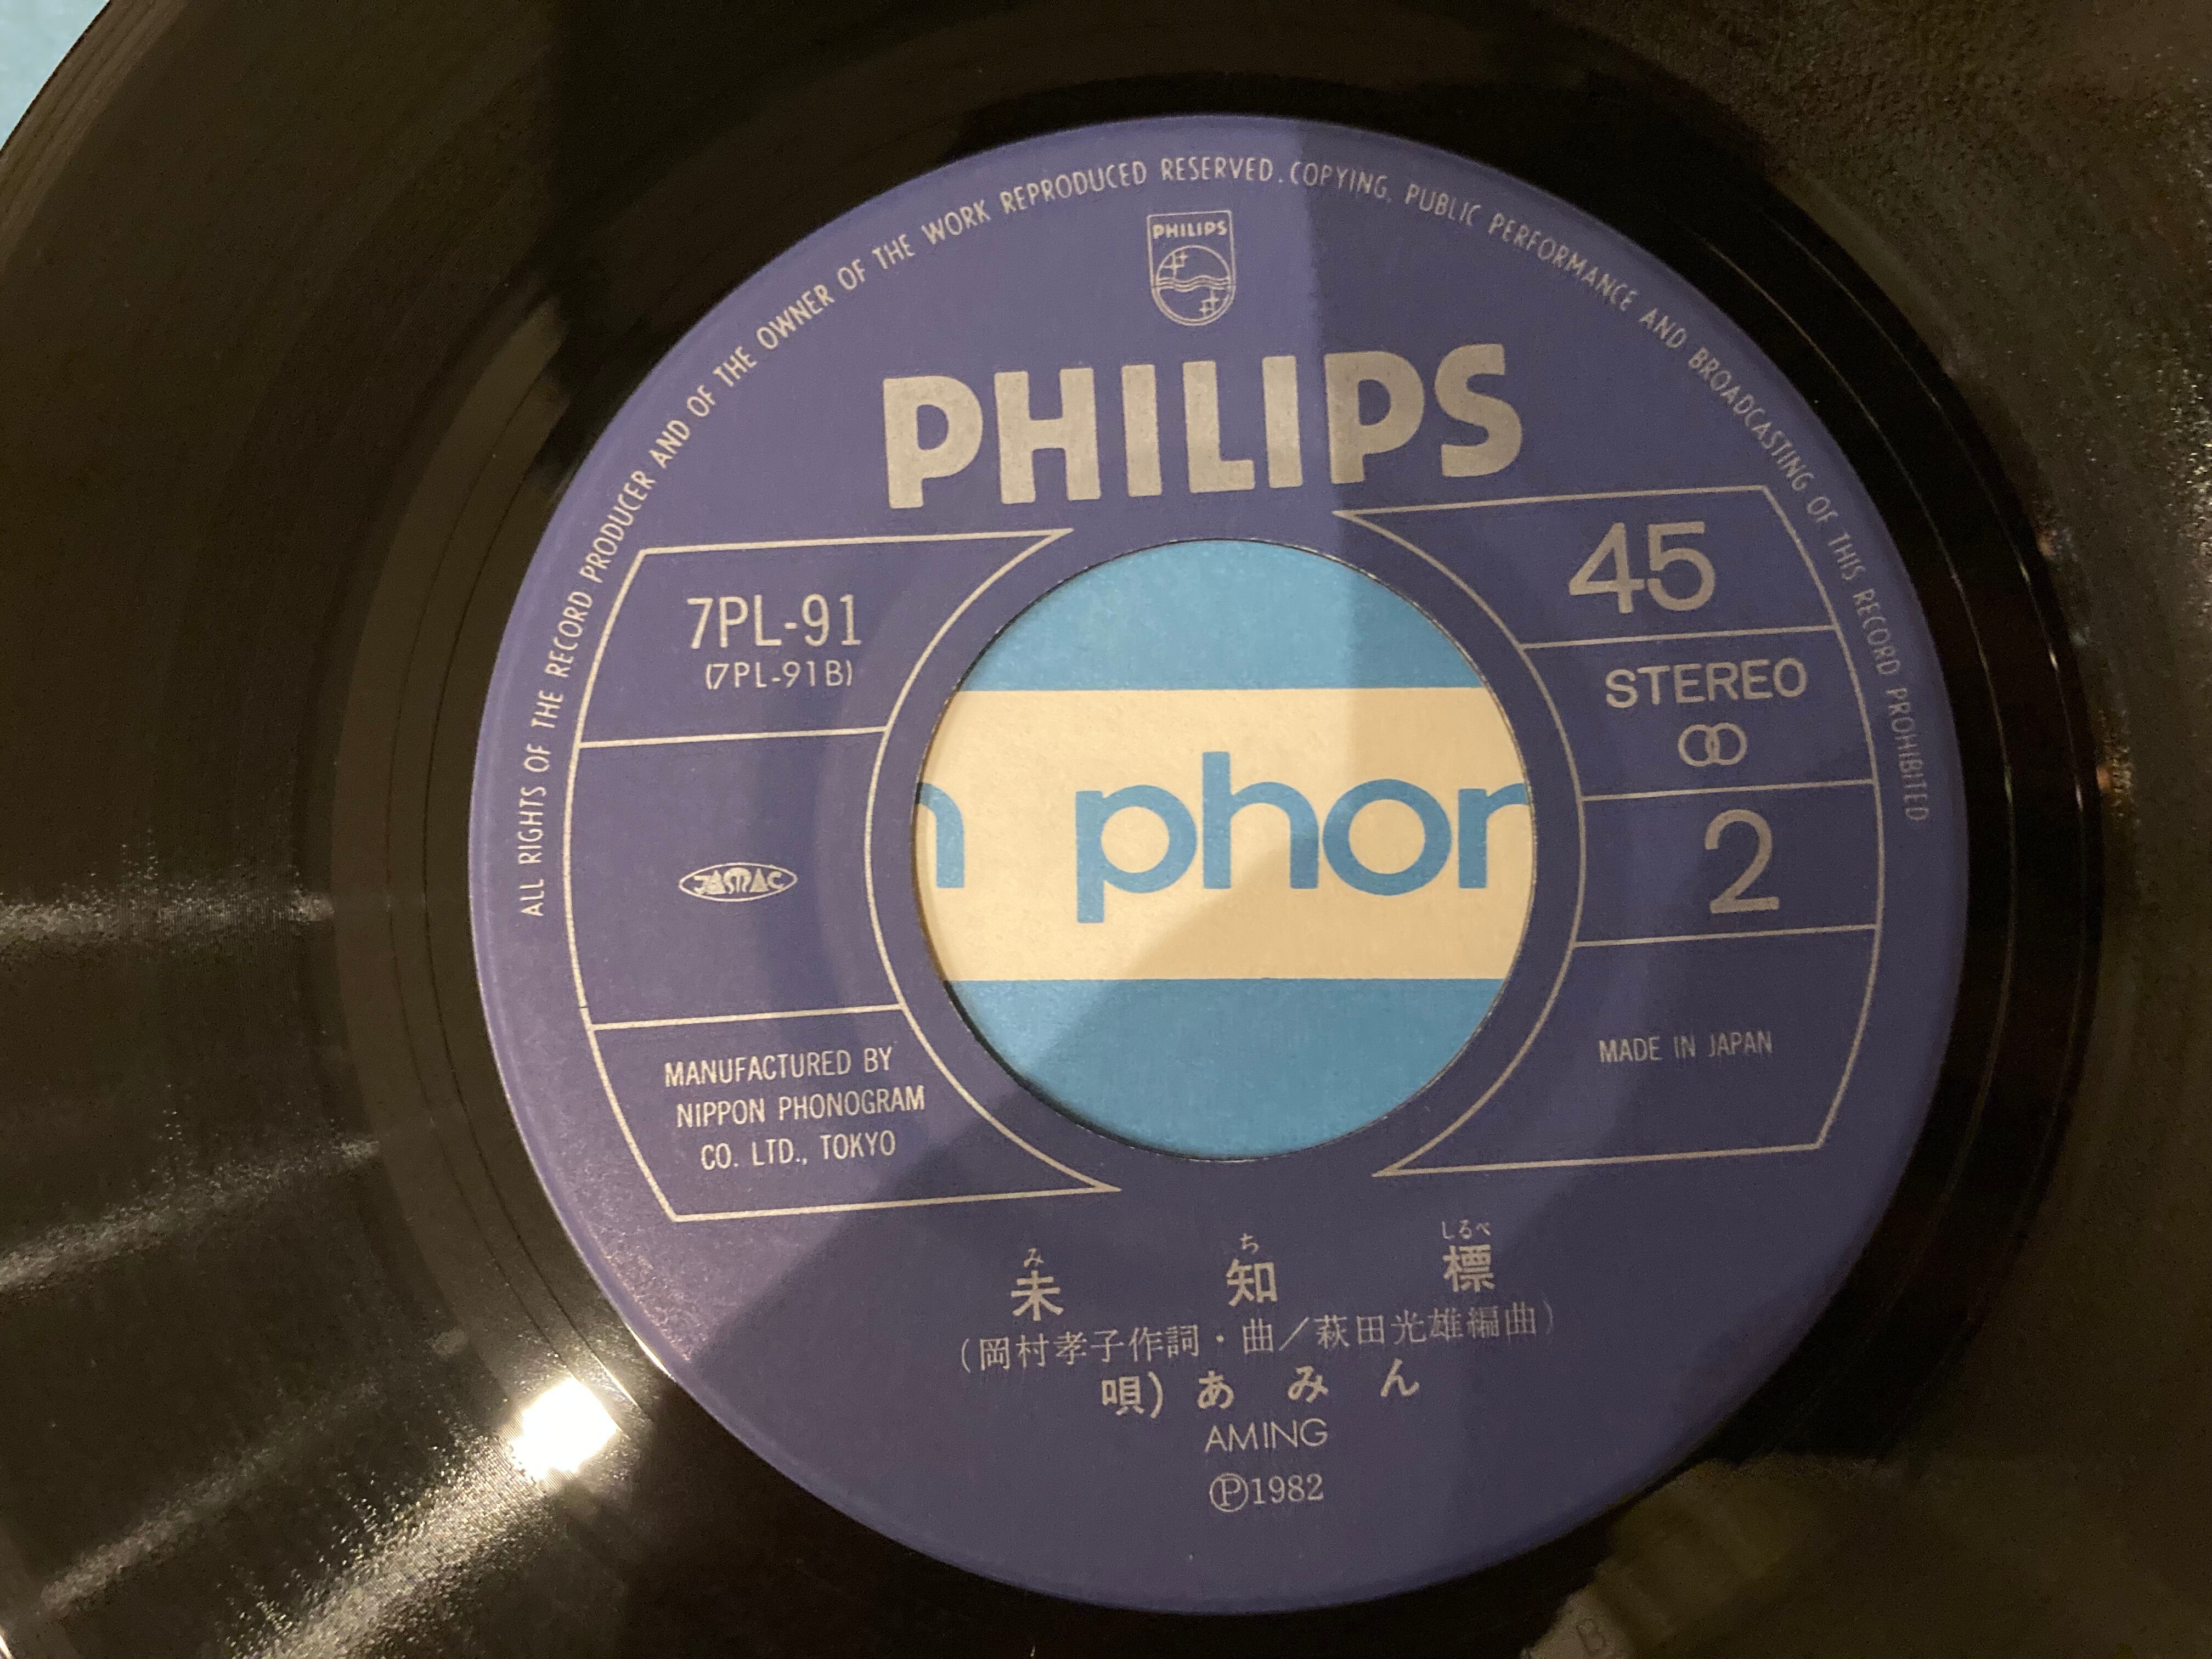 ALL RIGHTS OF THE RECORD PRODUCER AND OF THE OWNER OF THE WORK REPRODUCED RESERVED. COPYING, PUBLIC PERFORMANCE AND BROADCASTING OF THIS RECORD PROHIBITED
PHILIPS
PHILIPS
7PL-91
(7PL-91B)
JASRAC
MANUFACTURED BY
NIPPON PHONOGRAM
CO. LTD., TOKYO
phon
45
STEREO
2
MADE IN JAPAN
み ち しるべ
未 知 標
(岡村孝子作詞・曲/萩田光雄編曲)
唄) あ み ん
AMING
Ⓟ1982